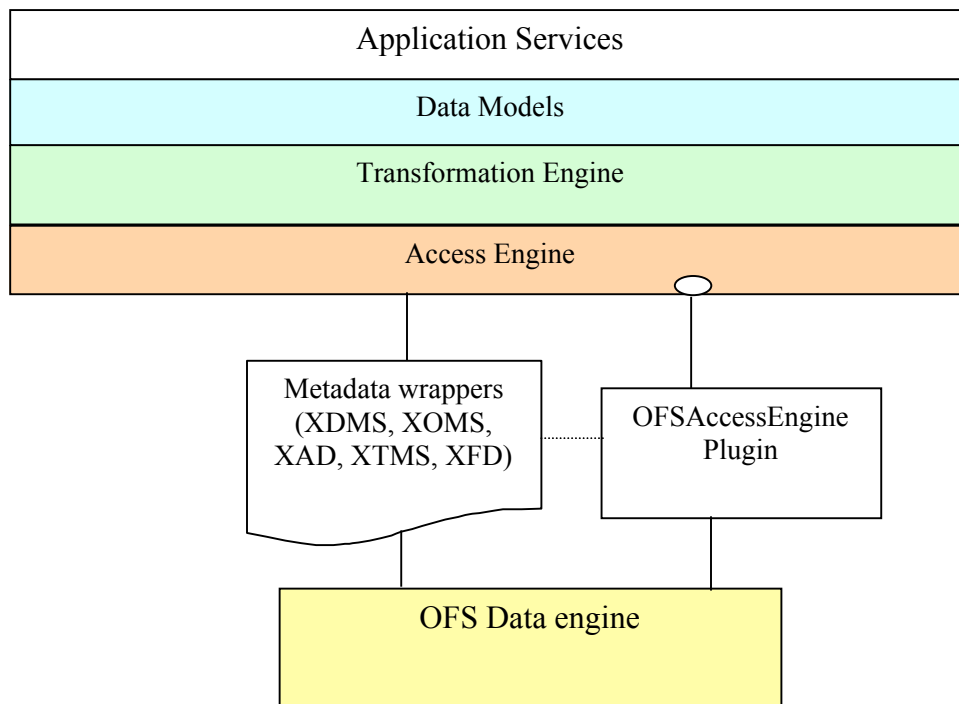 Application Services
Data Models
Transformation Engine
Access Engine
Metadata wrappers
(XDMS, XOMS,
XAD, XTMS, XFD)
OFSAccessEngine
Plugin
OFS Data engine